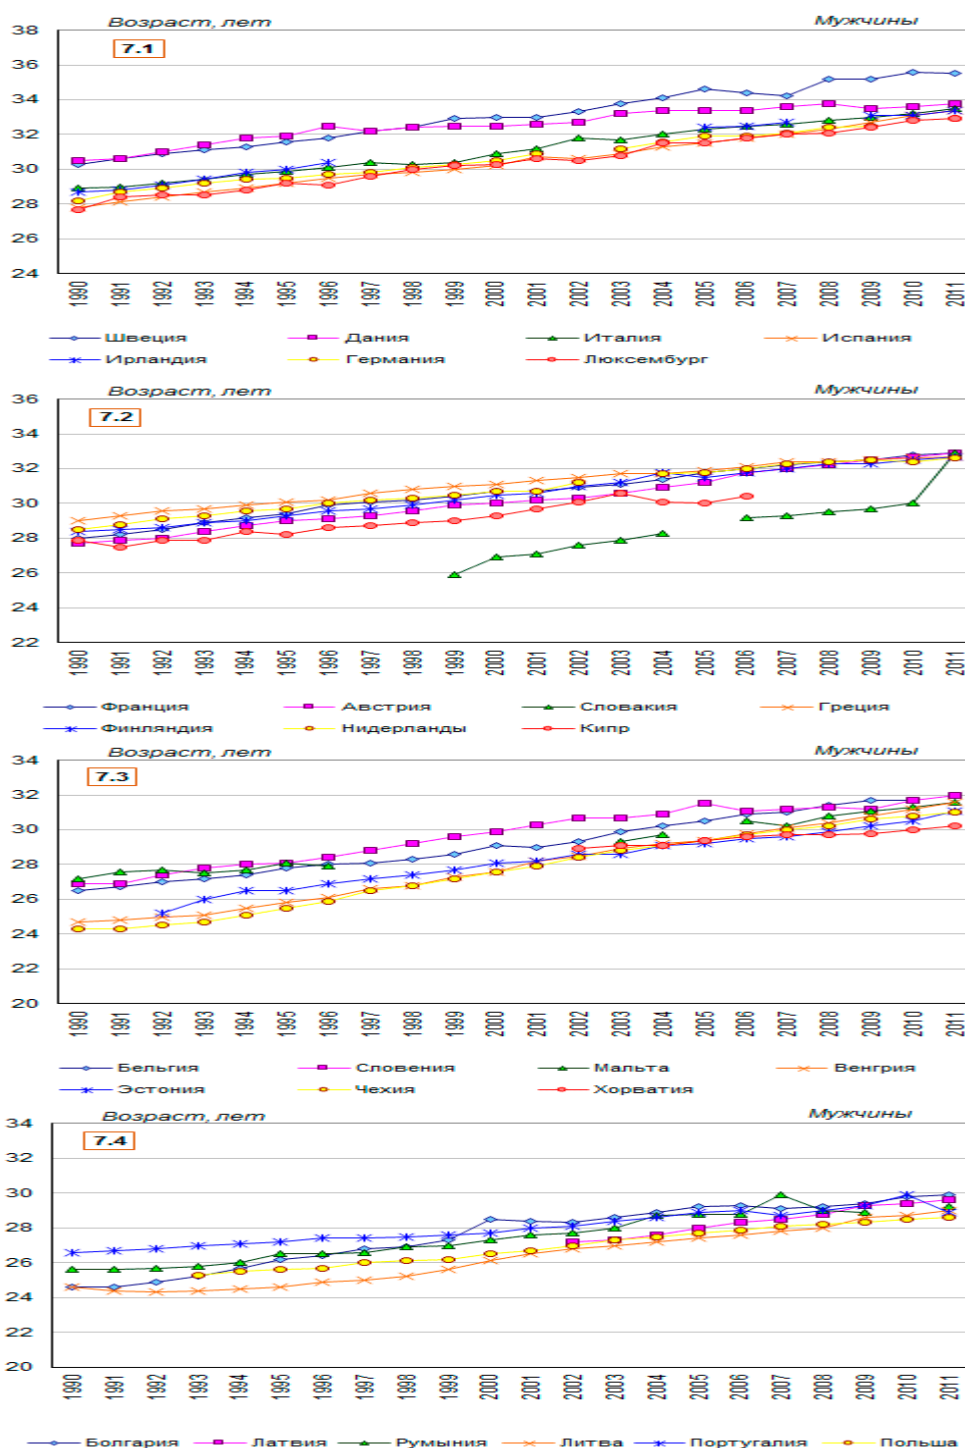 Возраст, лет Мужчины
7.1
38
36
34
32
30
28
26
24
1990 1991 1992 1993 1994 1995 1996 1997 1998 1999 2000 2001 2002 2003 2004 2005 2006 2007 2008 2009 2010 2011
Швеция Дания Италия Испания
Ирландия Германия Люксембург
Возраст, лет Мужчины
7.2
36
34
32
30
28
26
24
22
1990 1991 1992 1993 1994 1995 1996 1997 1998 1999 2000 2001 2002 2003 2004 2005 2006 2007 2008 2009 2010 2011
Франция Австрия Словакия Греция
Финляндия Нидерланды Кипр
Возраст, лет Мужчины
7.3
34
32
30
28
26
24
22
20
1990 1991 1992 1993 1994 1995 1996 1997 1998 1999 2000 2001 2002 2003 2004 2005 2006 2007 2008 2009 2010 2011
Бельгия Словения Мальта Венгрия
Эстония Чехия Хорватия
Возраст, лет Мужчины
7.4
34
32
30
28
26
24
22
20
1990 1991 1992 1993 1994 1995 1996 1997 1998 1999 2000 2001 2002 2003 2004 2005 2006 2007 2008 2009 2010 2011
Болгария Латвия Румыния Литва Португалия Польша